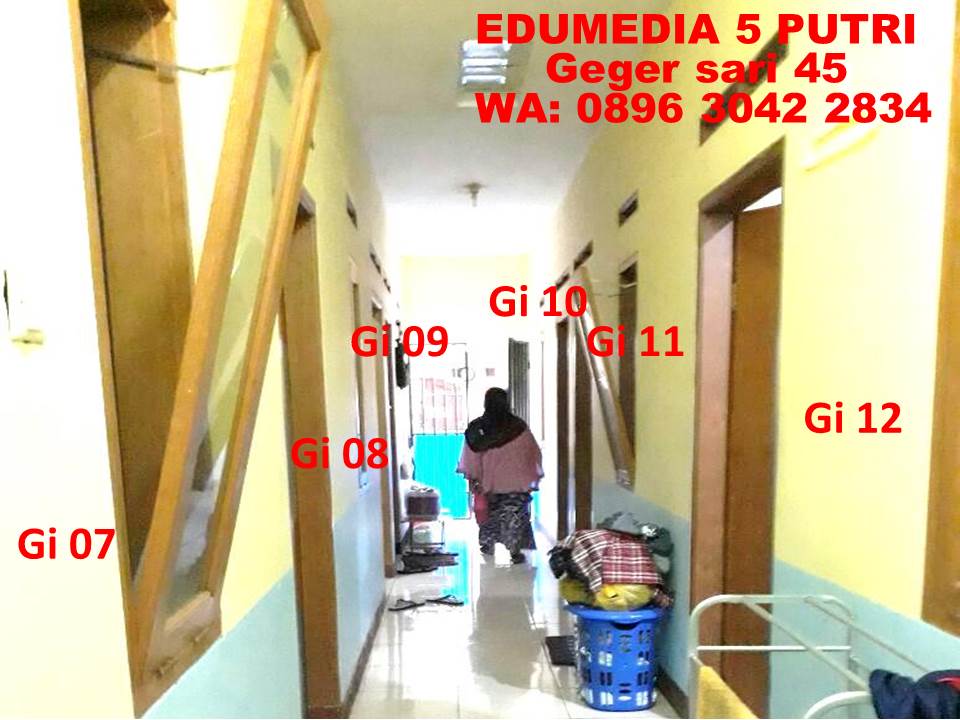 EDUMEDIA 5 PUTRI
Geger sari 45
WA: 0896 3042 2834
Gi 10
Gi 09
Gi 11
Gi 12
Gi 08
Gi 07